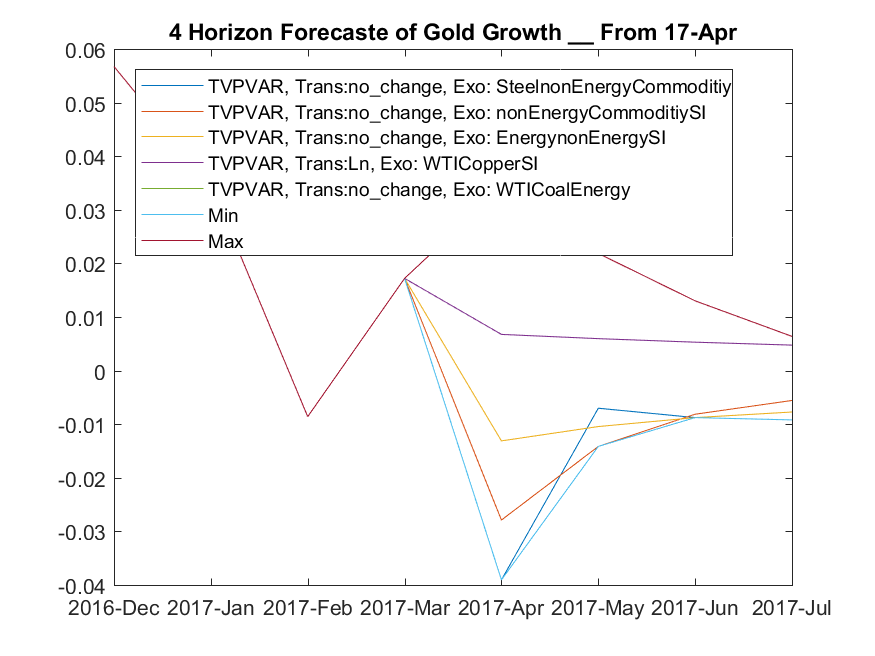 4 Horizon Forecaste of Gold Growth __ From 17-Apr
0.06
0.05
0.04
0.03
0.02
0.01
0
-0.01
-0.02
-0.03
-0.04
TVPVAR, Trans:no_change, Exo: SteelnonEnergyCommoditiy
TVPVAR, Trans:no_change, Exo: nonEnergyCommoditiySI
TVPVAR, Trans:no_change, Exo: EnergynonEnergySI
TVPVAR, Trans:Ln, Exo: WTICopperSI
TVPVAR, Trans:no_change, Exo: WTICoalEnergy
Min
Max
2016-Dec 2017-Jan 2017-Feb 2017-Mar 2017-Apr 2017-May 2017-Jun 2017-Jul